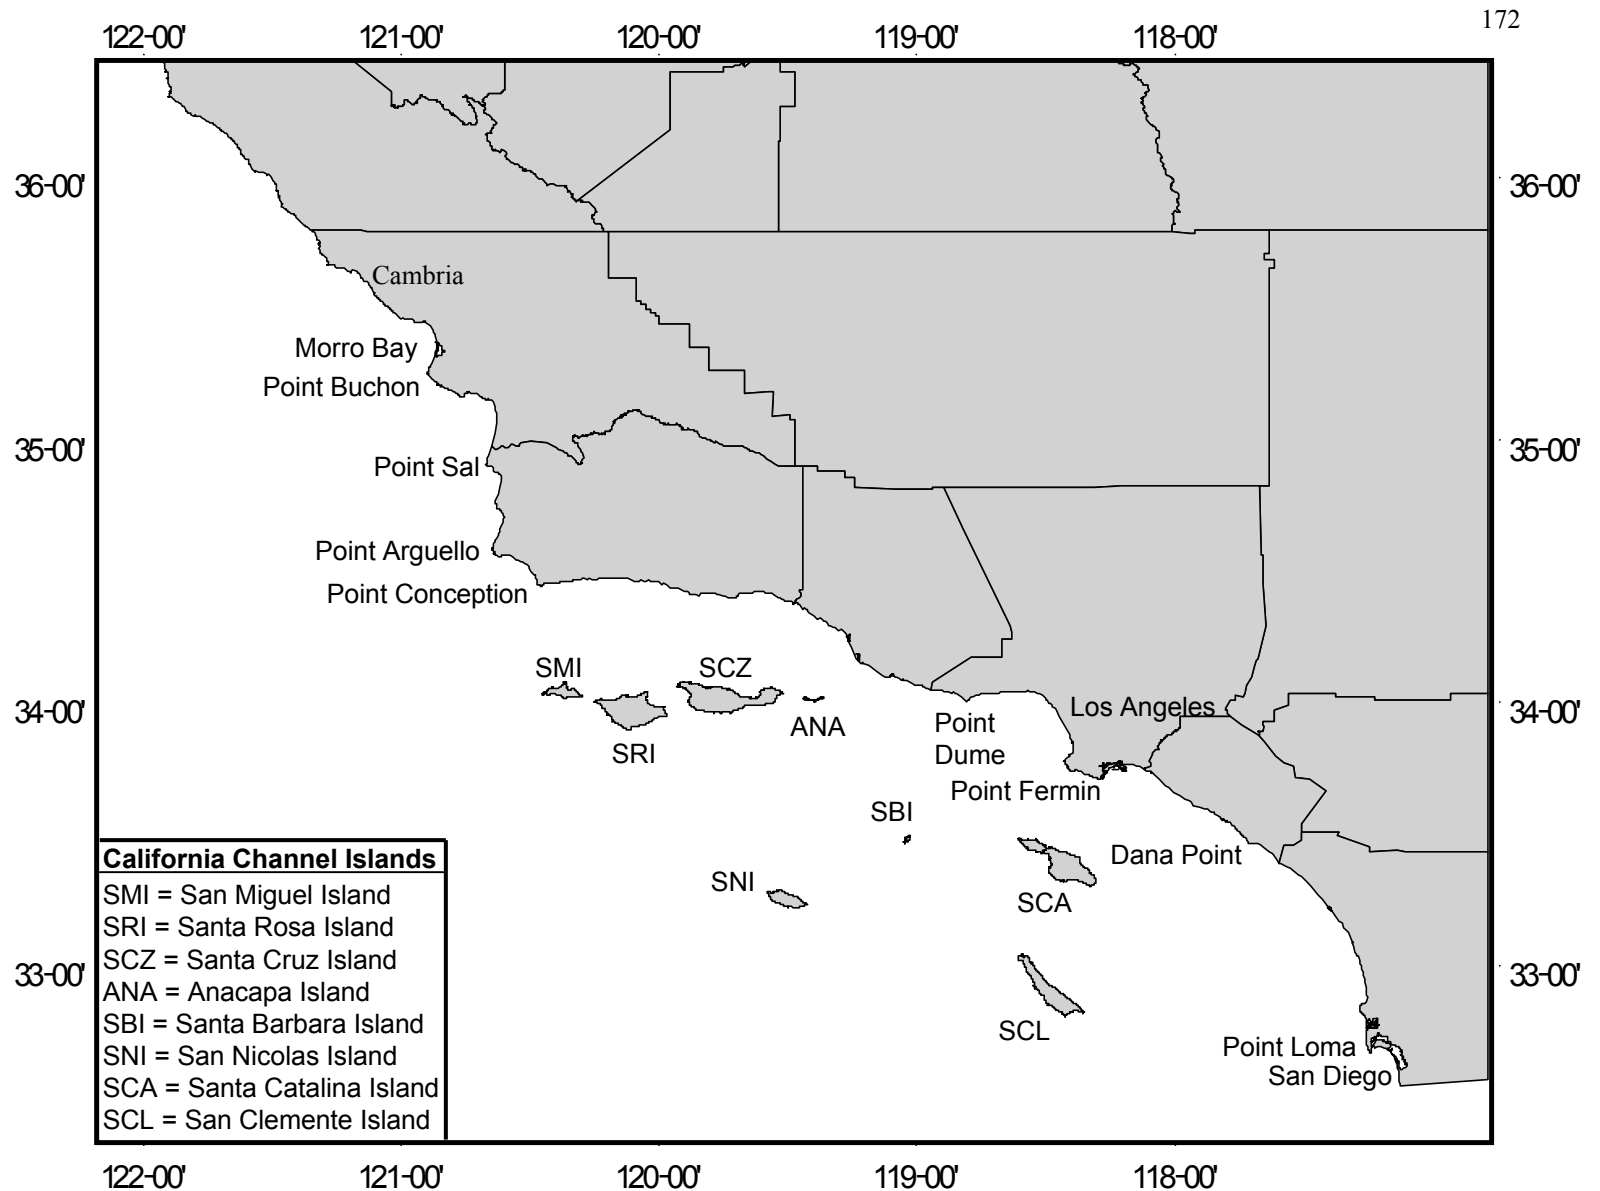 172
122-00' 121-00' 120-00' 119-00' 118-00'
36-00' 36-00'
Cambria
Morro Bay
Point Buchon
35-00' 35-00'
Point Sal
Point Arguello
Point Conception
SMI SCZ
34-00' Los Angeles 34-00'
ANA Point
Dume
SRI
Point Fermin
SBI
Dana Point
SNI
SCA
California Channel Islands
SMI = San Miguel Island
SRI = Santa Rosa Island
SCZ = Santa Cruz Island
33-00' 33-00'
ANA = Anacapa Island
SBI = Santa Barbara Island
SCL
SNI = San Nicolas Island
Point Loma
San Diego
SCA = Santa Catalina Island
SCL = San Clemente Island
122-00' 121-00' 120-00' 119-00' 118-00'